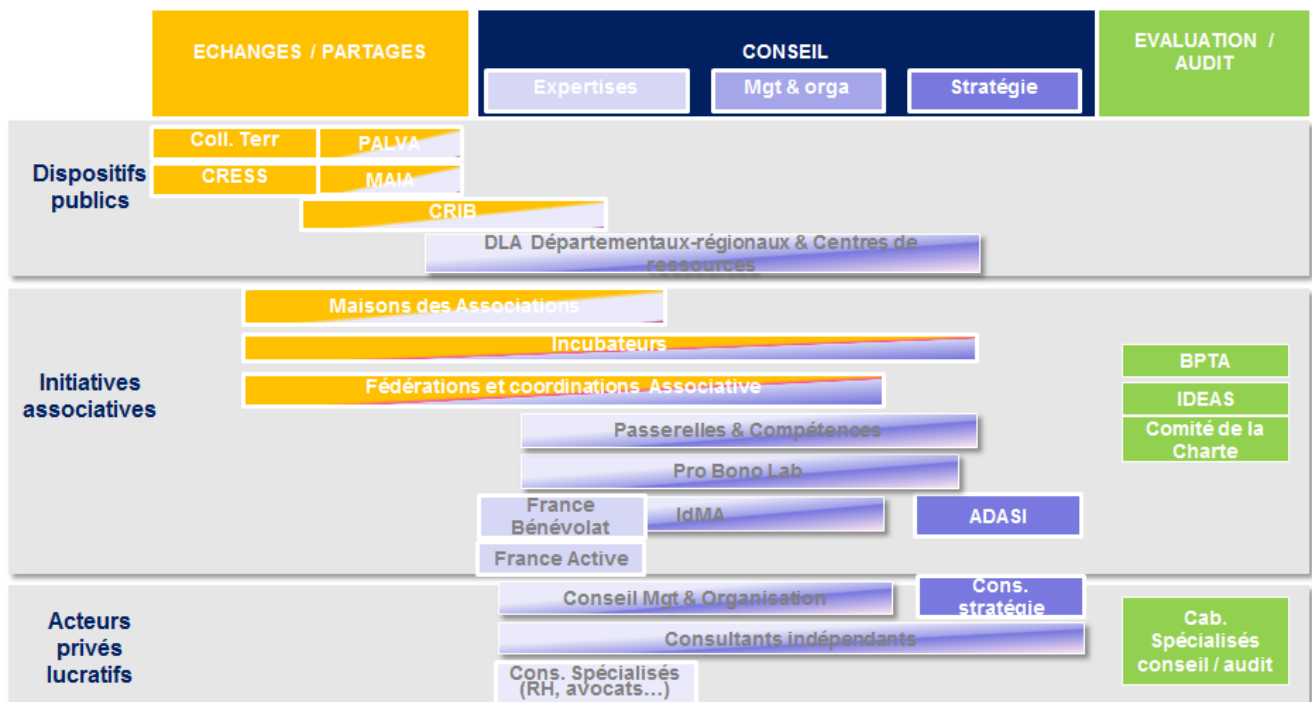 ECHANGES / PARTAGES
CONSEIL
EVALUATION /
AUDIT
Expertises
Mgt & orga
Stratégie
Dispositifs
publics
Coll. Terr
PALVA
CRESS
MAIA
CRIB
DLA Départementaux-régionaux & Centres de
ressources
Initiatives
associatives
Maisons des Associations
Incubateurs
Fédérations et coordinations Associative
Passerelles & Compétences
Pro Bono Lab
France
Bénévolat
IdMA
ADASI
France Active
BPTA
IDEAS
Comité de la
Charte
Acteurs
privés
lucratifs
Conseil Mgt & Organisation
Cons.
stratégie
Consultants indépendants
Cons. Spécialisés
(RH, avocats...)
Cab.
Spécialisés
conseil / audit